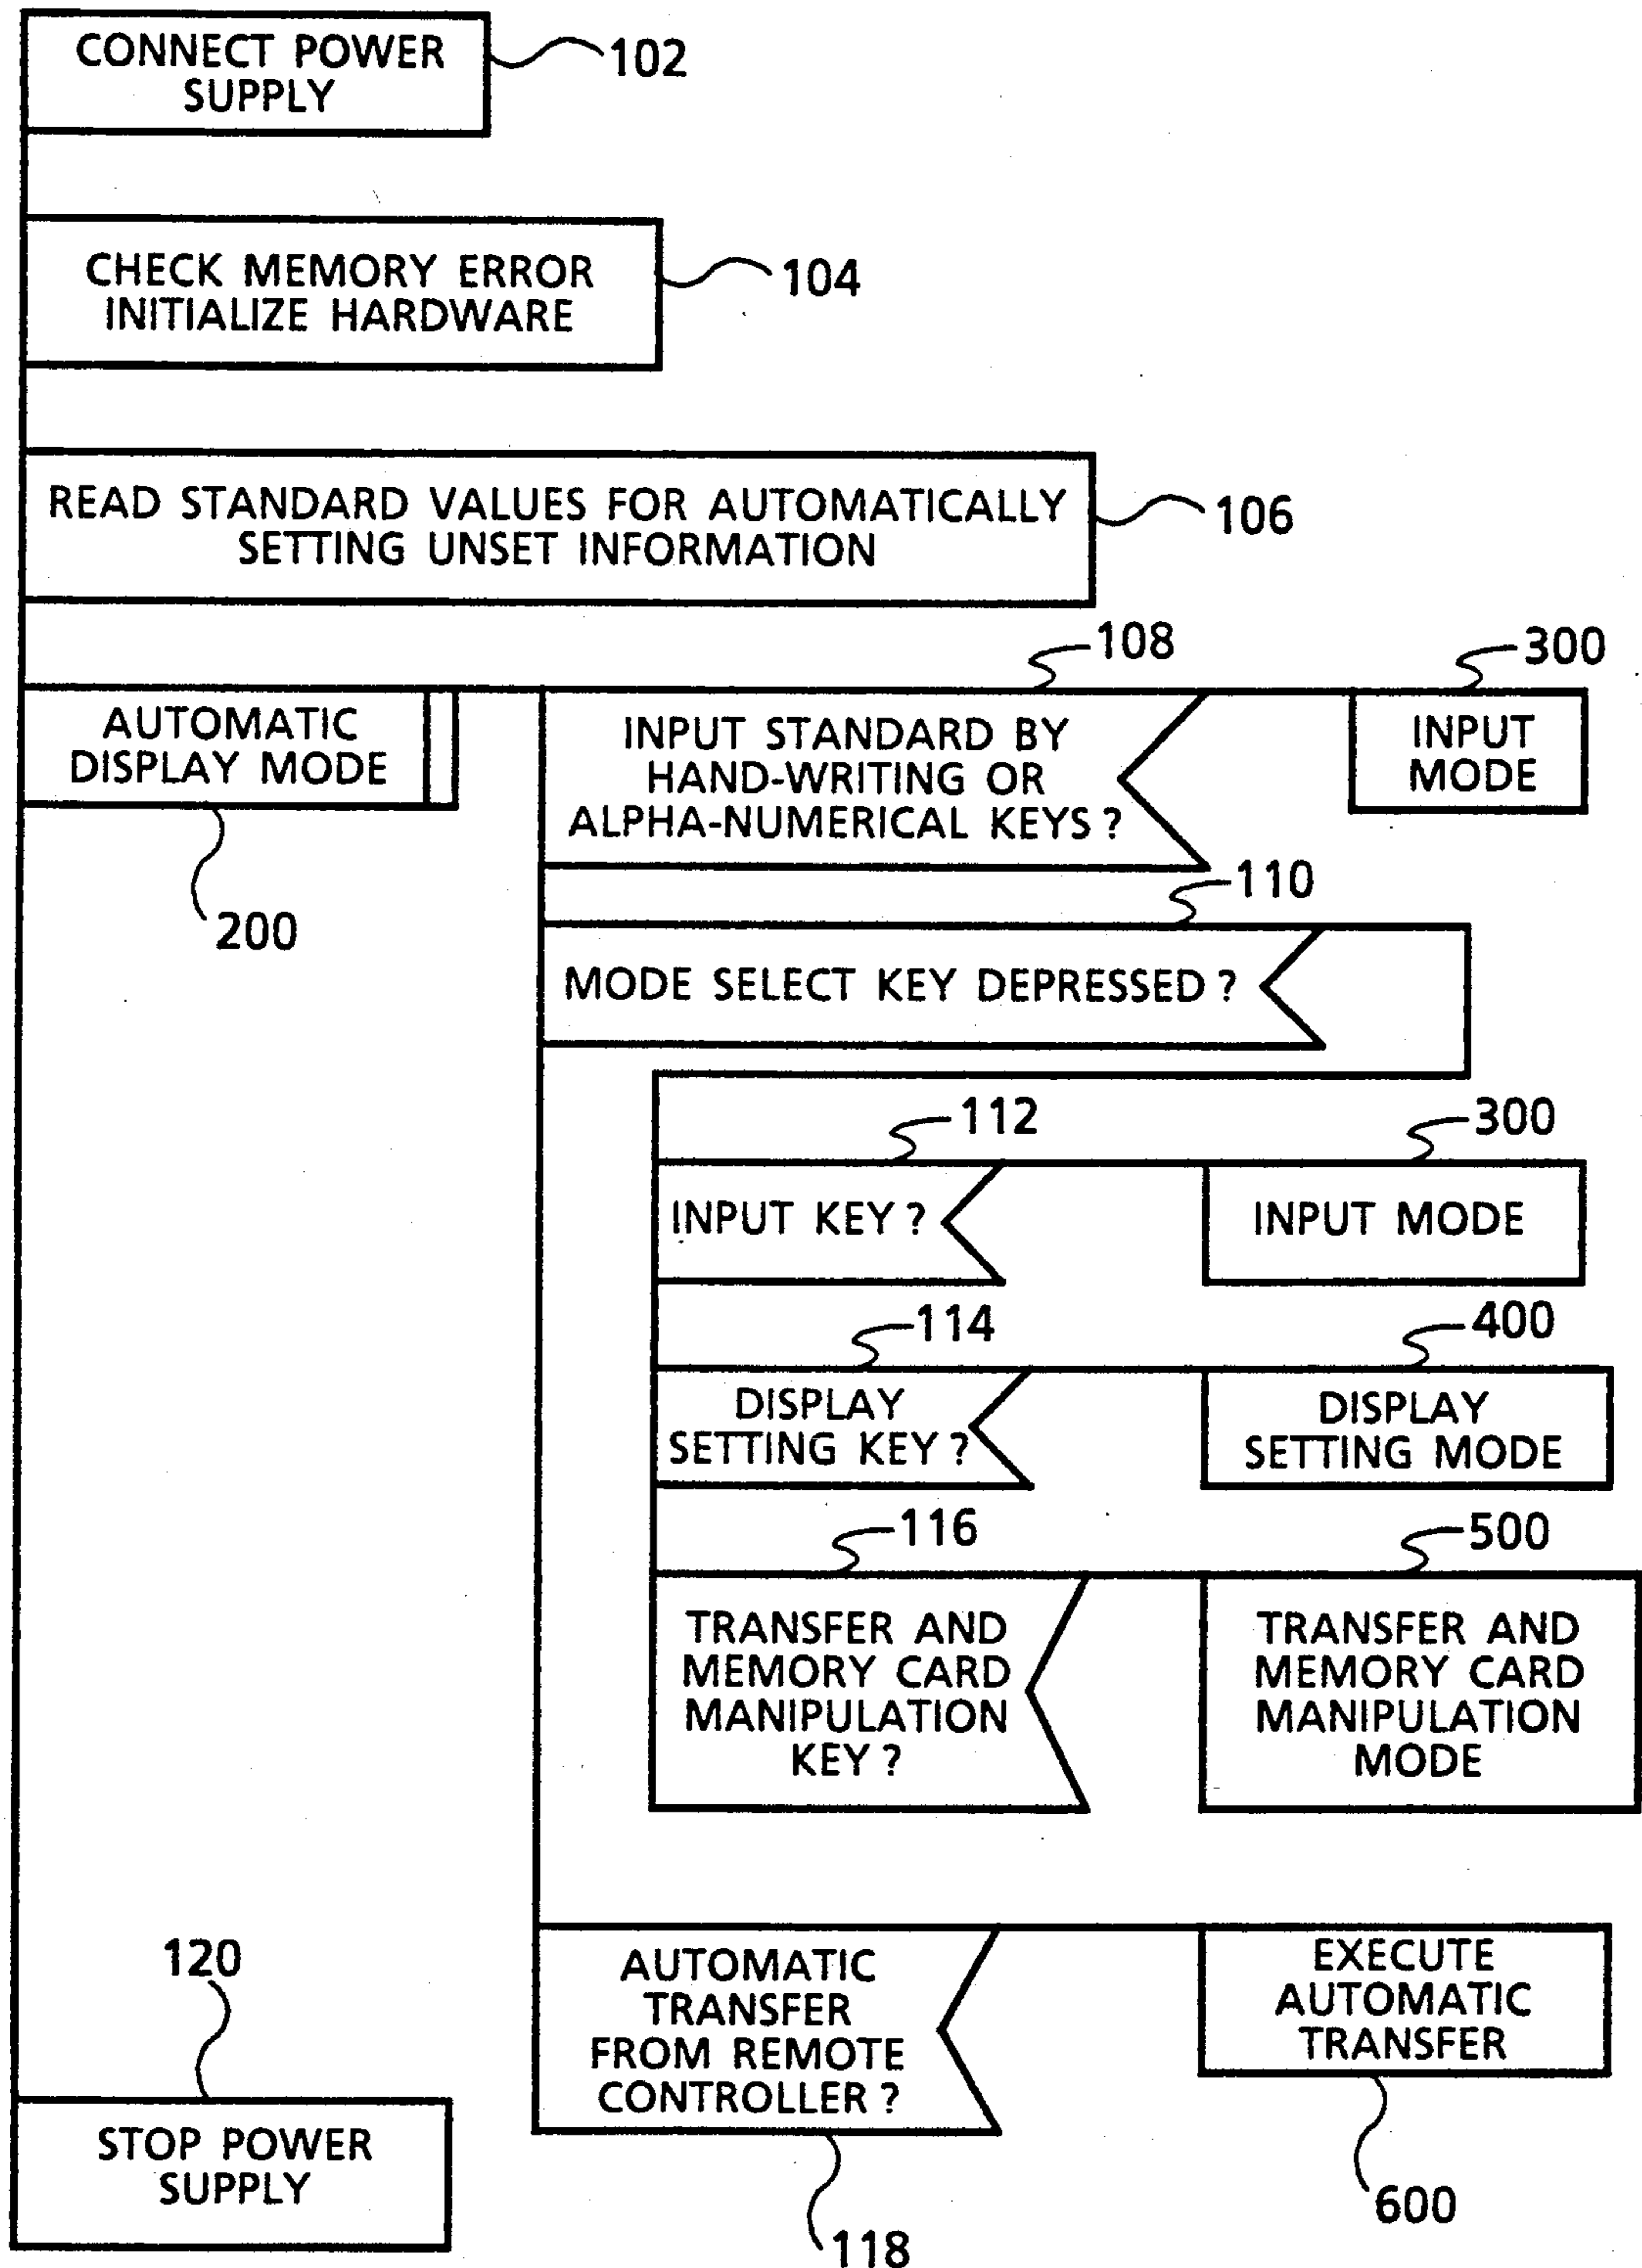 CONNECT POWER
SUPPLY
102
CHECK MEMORY ERROR
INITIALIZE HARDWARE
104
READ STANDARD VALUES FOR AUTOMATICALLY
SETTING UNSET INFORMATION
106
108
300
AUTOMATIC
DISPLAY MODE
200
INPUT STANDARD BY
HAND-WRITING OR
ALPHA-NUMERICAL KEYS ?
INPUT
MODE
110
MODE SELECT KEY DEPRESSED ?
112
300
INPUT KEY ?
INPUT MODE
114
400
DISPLAY
SETTING KEY ?
DISPLAY
SETTING MODE
116
500
TRANSFER AND
MEMORY CARD
MANIPULATION
KEY ?
TRANSFER AND
MEMORY CARD
MANIPULATION
MODE
120
AUTOMATIC
TRANSFER
FROM REMOTE
CONTROLLER ?
EXECUTE
AUTOMATIC
TRANSFER
STOP POWER
SUPPLY
118
600